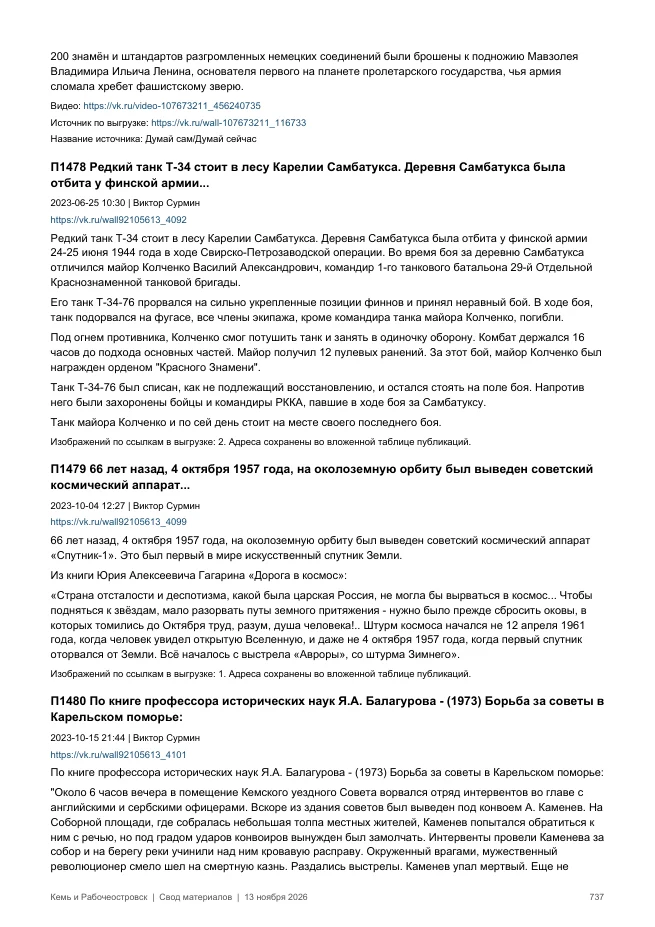 200 знамён и штандартов разгромленных немецких соединений были брошены к подножию Мавзолея
Владимира Ильича Ленина, основателя первого на планете пролетарского государства, чья армия
сломала хребет фашистскому зверю.
Видео: https://vk.ru/video-107673211_456240735
Источник по выгрузке: https://vk.ru/wall-107673211_116733
Название источника: Думай сам/Думай сейчас
П1478 Редкий танк Т-34 стоит в лесу Карелии Самбатукса. Деревня Самбатукса была
отбита у финской армии...
2023-06-25 10:30 | Виктор Сурмин
https://vk.ru/wall92105613_4092
Редкий танк Т-34 стоит в лесу Карелии Самбатукса. Деревня Самбатукса была отбита у финской армии
24-25 июня 1944 года в ходе Свирско-Петрозаводской операции. Во время боя за деревню Самбатукса
отличился майор Колченко Василий Александрович, командир 1-го танкового батальона 29-й Отдельной
Краснознаменной танковой бригады.
Его танк Т-34-76 прорвался на сильно укрепленные позиции финнов и принял неравный бой. В ходе боя,
танк подорвался на фугасе, все члены экипажа, кроме командира танка майора Колченко, погибли.
Под огнем противника, Колченко смог потушить танк и занять в одиночку оборону. Комбат держался 16
часов до подхода основных частей. Майор получил 12 пулевых ранений. За этот бой, майор Колченко был
награжден орденом "Красного Знамени".
Танк Т-34-76 был списан, как не подлежащий восстановлению, и остался стоять на поле боя. Напротив
него были захоронены бойцы и командиры РККА, павшие в ходе боя за Самбатуксу.
Танк майора Колченко и по сей день стоит на месте своего последнего боя.
Изображений по ссылкам в выгрузке: 2. Адреса сохранены во вложенной таблице публикаций.
П1479 66 лет назад, 4 октября 1957 года, на околоземную орбиту был выведен советский
космический аппарат...
2023-10-04 12:27 | Виктор Сурмин
https://vk.ru/wall92105613_4099
66 лет назад, 4 октября 1957 года, на околоземную орбиту был выведен советский космический аппарат
«Спутник-1». Это был первый в мире искусственный спутник Земли.
Из книги Юрия Алексеевича Гагарина «Дорога в космос»:
«Страна отсталости и деспотизма, какой была царская Россия, не могла бы вырваться в космос... Чтобы
подняться к звёздам, мало разорвать путы земного притяжения - нужно было прежде сбросить оковы, в
которых томились до Октября труд, разум, душа человека!.. Штурм космоса начался не 12 апреля 1961
года, когда человек увидел открытую Вселенную, и даже не 4 октября 1957 года, когда первый спутник
оторвался от Земли. Всё началось с выстрела «Авроры», со штурма Зимнего».
Изображений по ссылкам в выгрузке: 1. Адреса сохранены во вложенной таблице публикаций.
П1480 По книге профессора исторических наук Я.А. Балагурова - (1973) Борьба за советы в
Карельском поморье:
2023-10-15 21:44 | Виктор Сурмин
https://vk.ru/wall92105613_4101
По книге профессора исторических наук Я.А. Балагурова - (1973) Борьба за советы в Карельском поморье:
"Около 6 часов вечера в помещение Кемского уездного Совета ворвался отряд интервентов во главе с
английскими и сербскими офицерами. Вскоре из здания советов был выведен под конвоем А. Каменев. На
Соборной площади, где собралась небольшая толпа местных жителей, Каменев попытался обратиться к
ним с речью, но под градом ударов конвоиров вынужден был замолчать. Интервенты провели Каменева за
собор и на берегу реки учинили над ним кровавую расправу. Окруженный врагами, мужественный
революционер смело шел на смертную казнь. Раздались выстрелы. Каменев упал мертвый. Еще не
Кемь и Рабочеостровск | Свод материалов | 13 ноября 2026
737